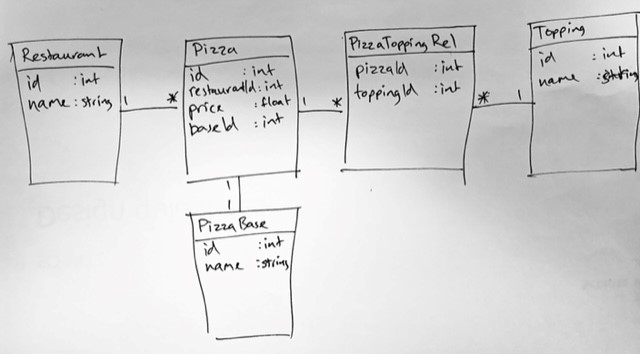 Restaurant
id : int
name : string
1
*
Pizza
id : int
restaurantId : int
price : float
baseId : int
1
*
PizzaToppingRel
pizzaId : int
toppingId : int
*
1
Topping
id : int
name : string
1
1
PizzaBase
id : int
name : string